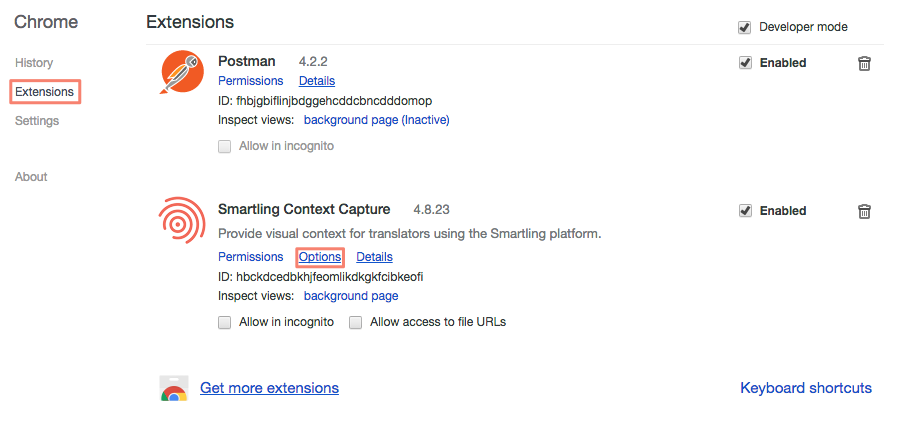 Chrome
Extensions
Developer mode
History
Extensions
Settings
About
Postman 4.2.2
Enabled
Permissions Details
ID: fhbjgbiflinjbdggehcddcbncdddomop
Inspect views: background page (Inactive)
Allow in incognito
Smartling Context Capture 4.8.23
Enabled
Provide visual context for translators using the Smartling platform.
Permissions Options Details
ID: hbckdcedbkhjfeomlikdkgkfcibkeofi
Inspect views: background page
Allow in incognito Allow access to file URLs
Get more extensions
Keyboard shortcuts